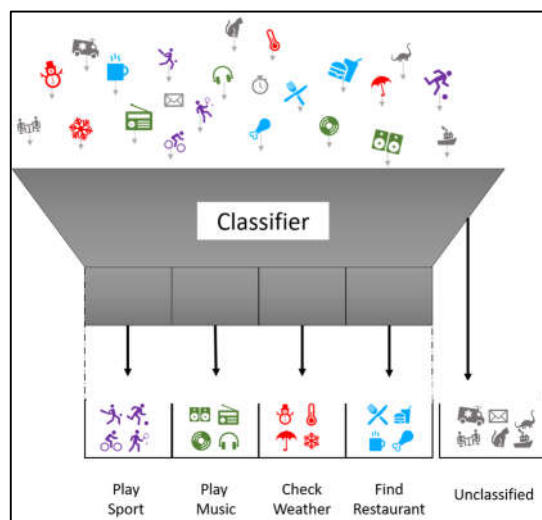 Classifier
Play
Sport
Play
Music
Check
Weather
Find
Restaurant
Unclassified